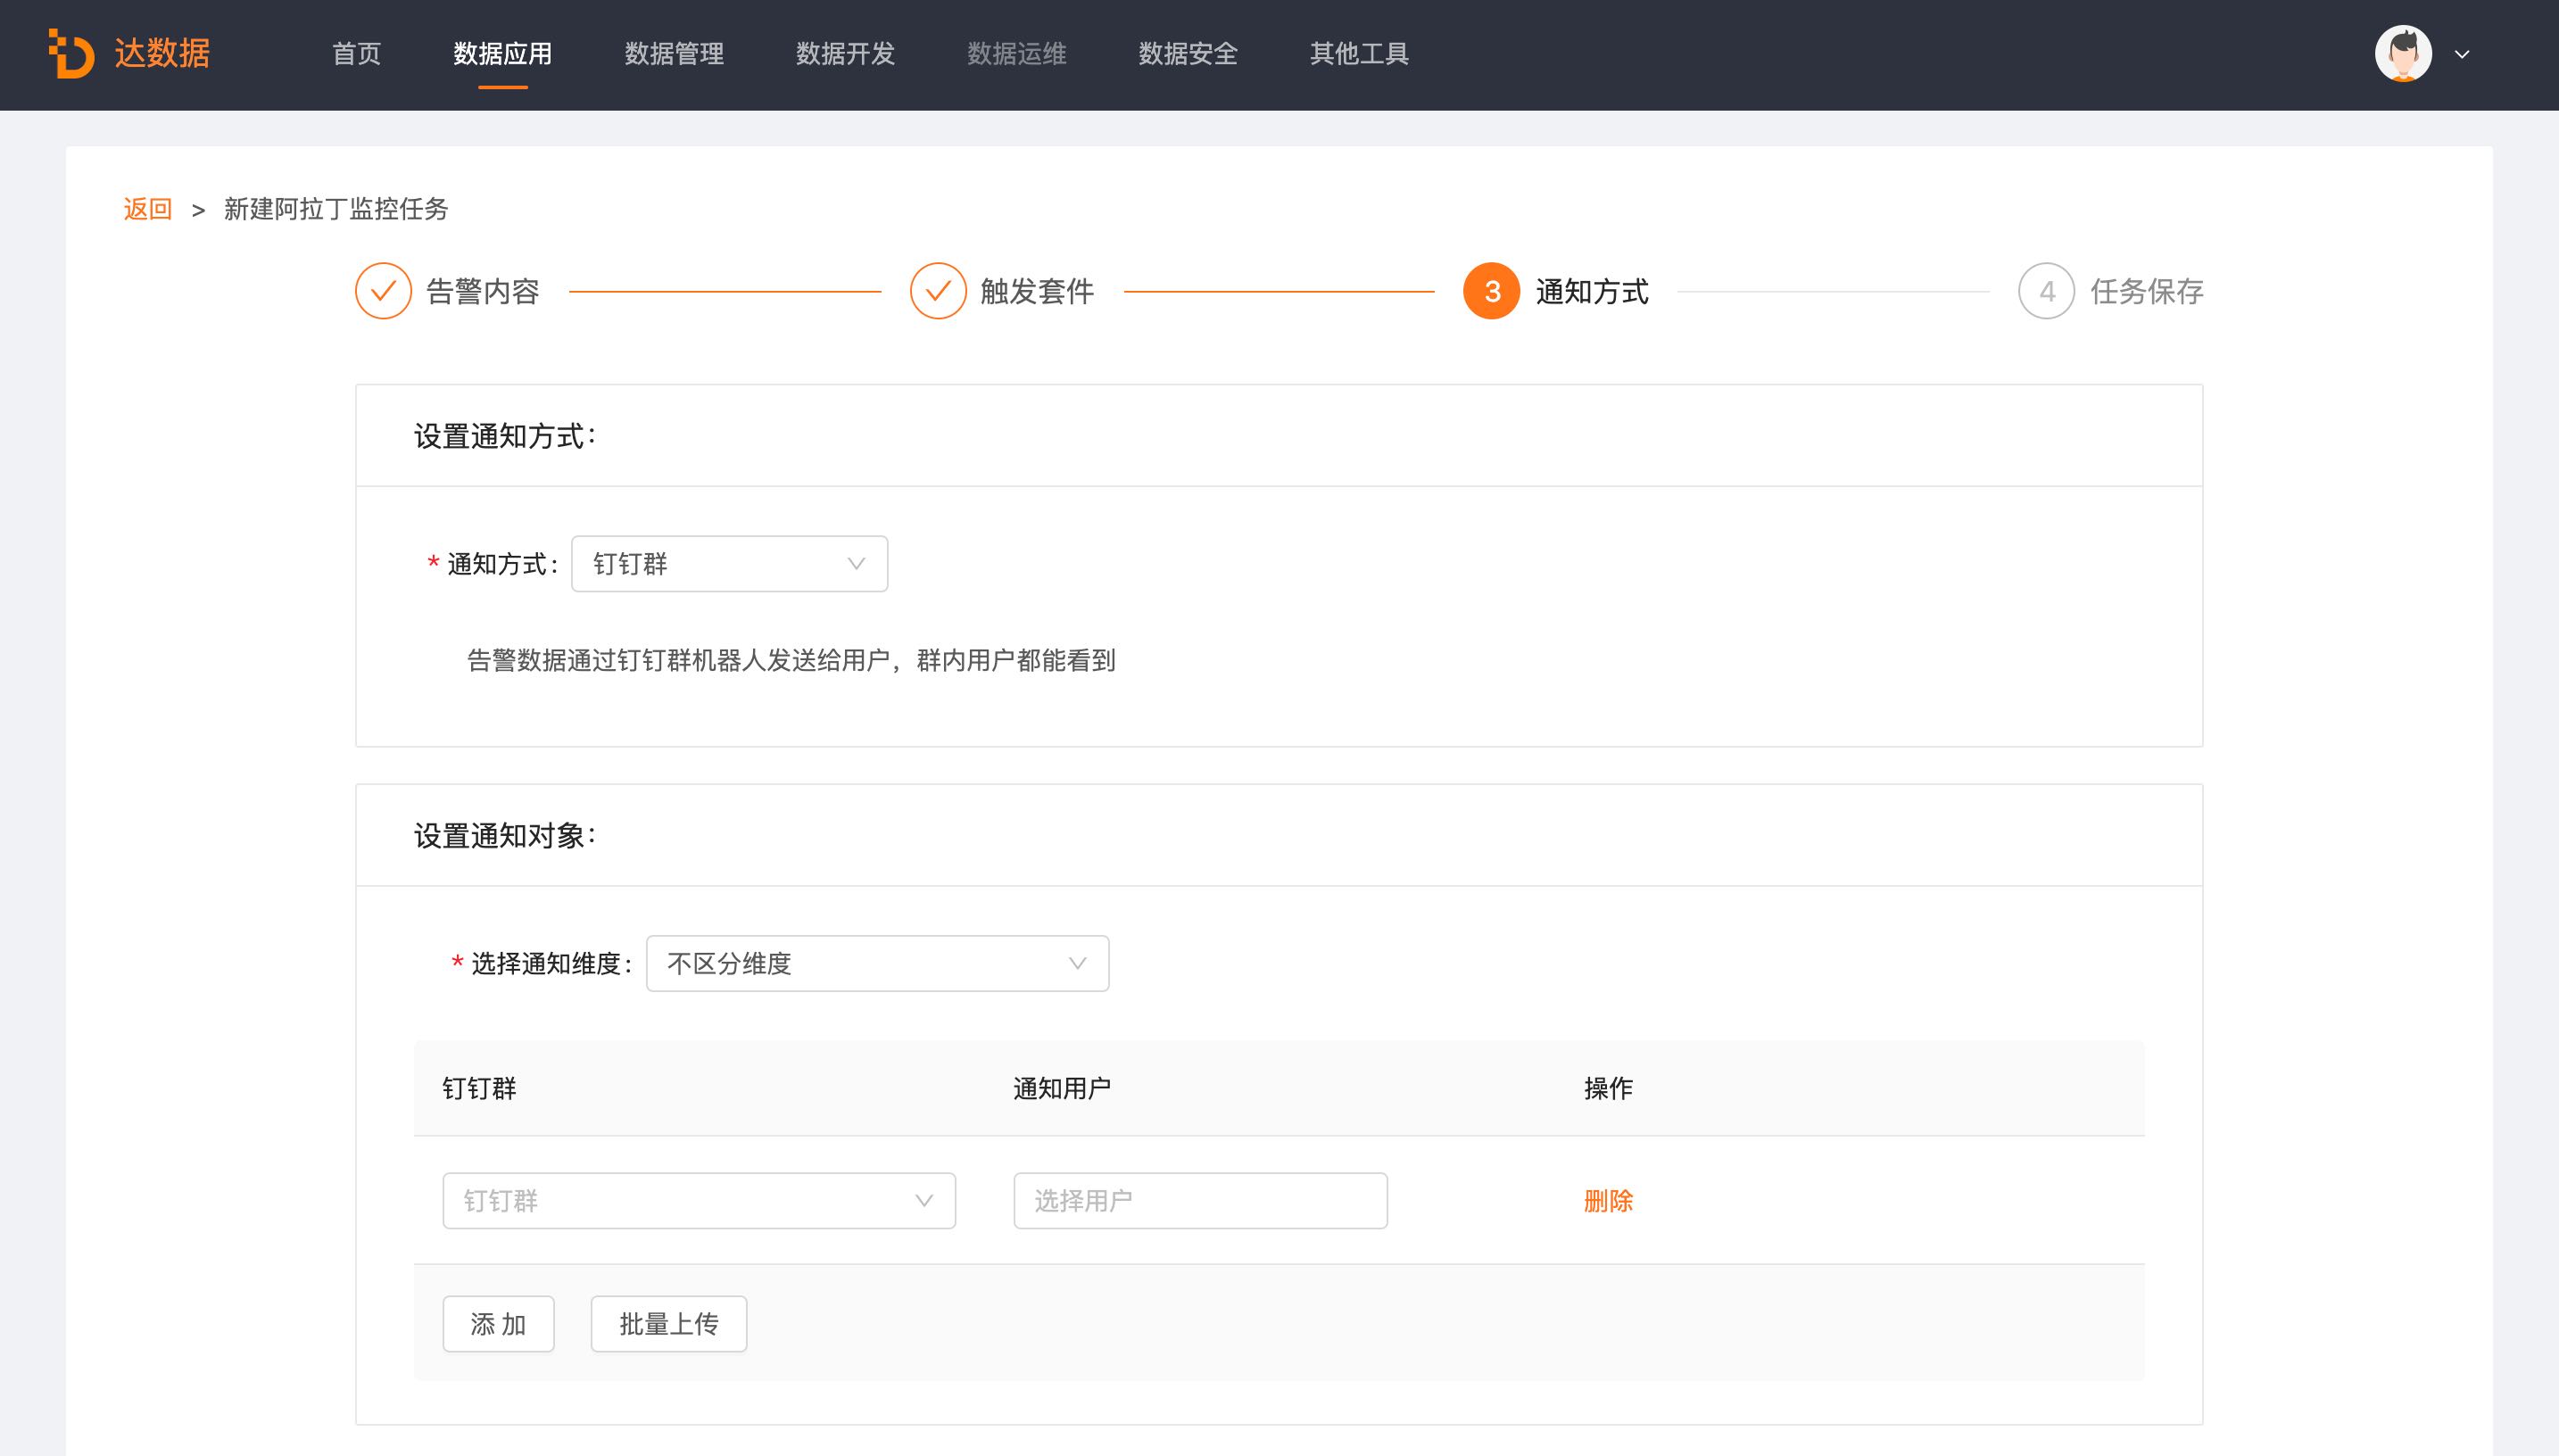 达数据 首页 数据应用 数据管理 数据开发 数据运维 数据安全 其他工具
返回 > 新建阿拉丁监控任务
告警内容 触发套件 3 通知方式 4 任务保存
设置通知方式：
* 通知方式： 钉钉群
告警数据通过钉钉群机器人发送给用户，群内用户都能看到
设置通知对象：
* 选择通知维度： 不区分维度
钉钉群 通知用户 操作
钉钉群 选择用户 删除
添 加 批量上传